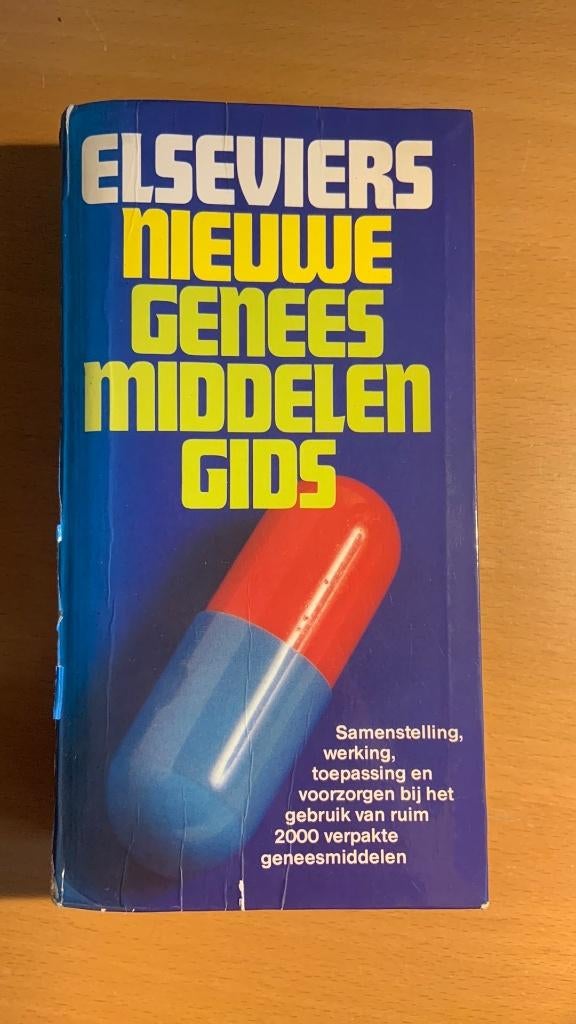 ELSEVIERS
NIEUWE
GENEES
MIDDELEN
GIDS
Samenstelling,
werking,
toepassing en
voorzorgen bij het
gebruik van ruim
2000 verpakte
geneesmiddelen